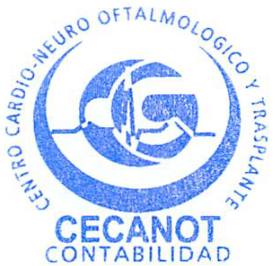 CENTRO CARDIO-NEURO OFTALMOLOGICO Y TRASPLANTE
CECANOT
CONTABILIDAD